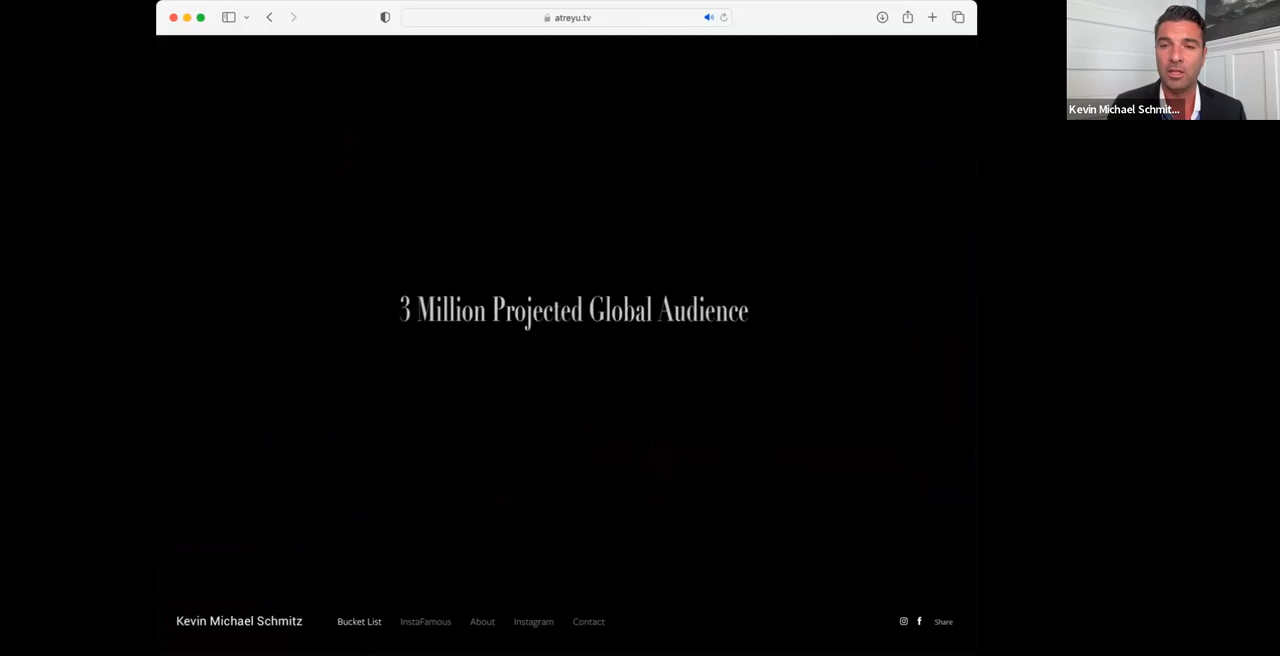 atreyu.tv
Kevin Michael Schmit...
3 Million Projected Global Audience
Kevin Michael Schmitz Bucket List InstaFamous About Instagram Contact Share